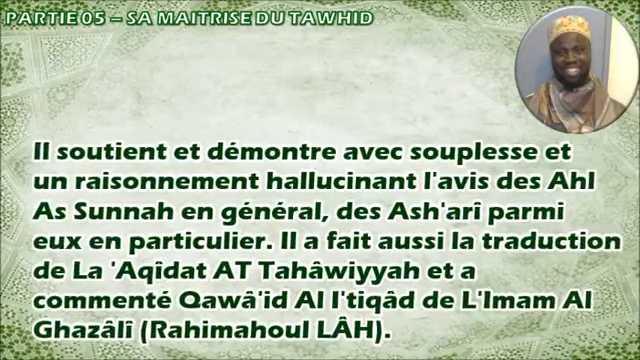 PARTIE 05 – SA MAITRISE DU TAWHID
Il soutient et démontre avec souplesse et
un raisonnement hallucinant l'avis des Ahl
As Sunnah en général, des Ash'arî parmi
eux en particulier. Il a fait aussi la traduction
de La 'Aqîdat AT Tahâwiyyah et a
commenté Qawâ'id Al I'tiqâd de L'Imam Al
Ghazâlî (Rahimahoul LÂH).